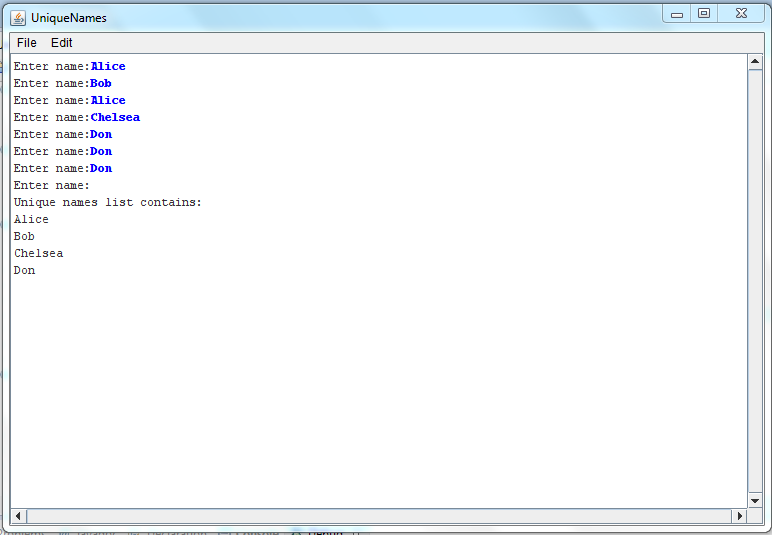 UniqueNames
File Edit
Enter name:Alice
Enter name:Bob
Enter name:Alice
Enter name:Chelsea
Enter name:Don
Enter name:Don
Enter name:Don
Enter name:
Unique names list contains:
Alice
Bob
Chelsea
Don